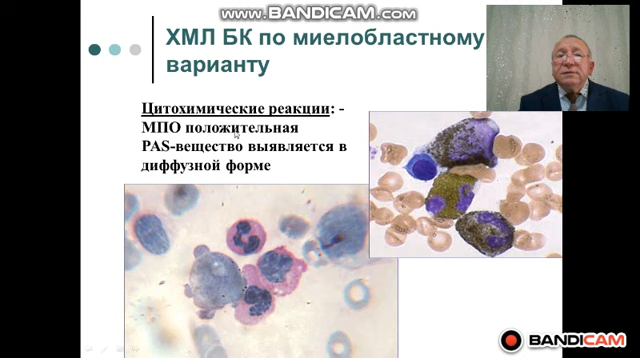 www.BANDICAM.com
ХМЛ БК по миелобластному
варианту
Цитохимические реакции: -
МПО положительная
PAS-вещество выявляется в
диффузной форме
BANDICAM